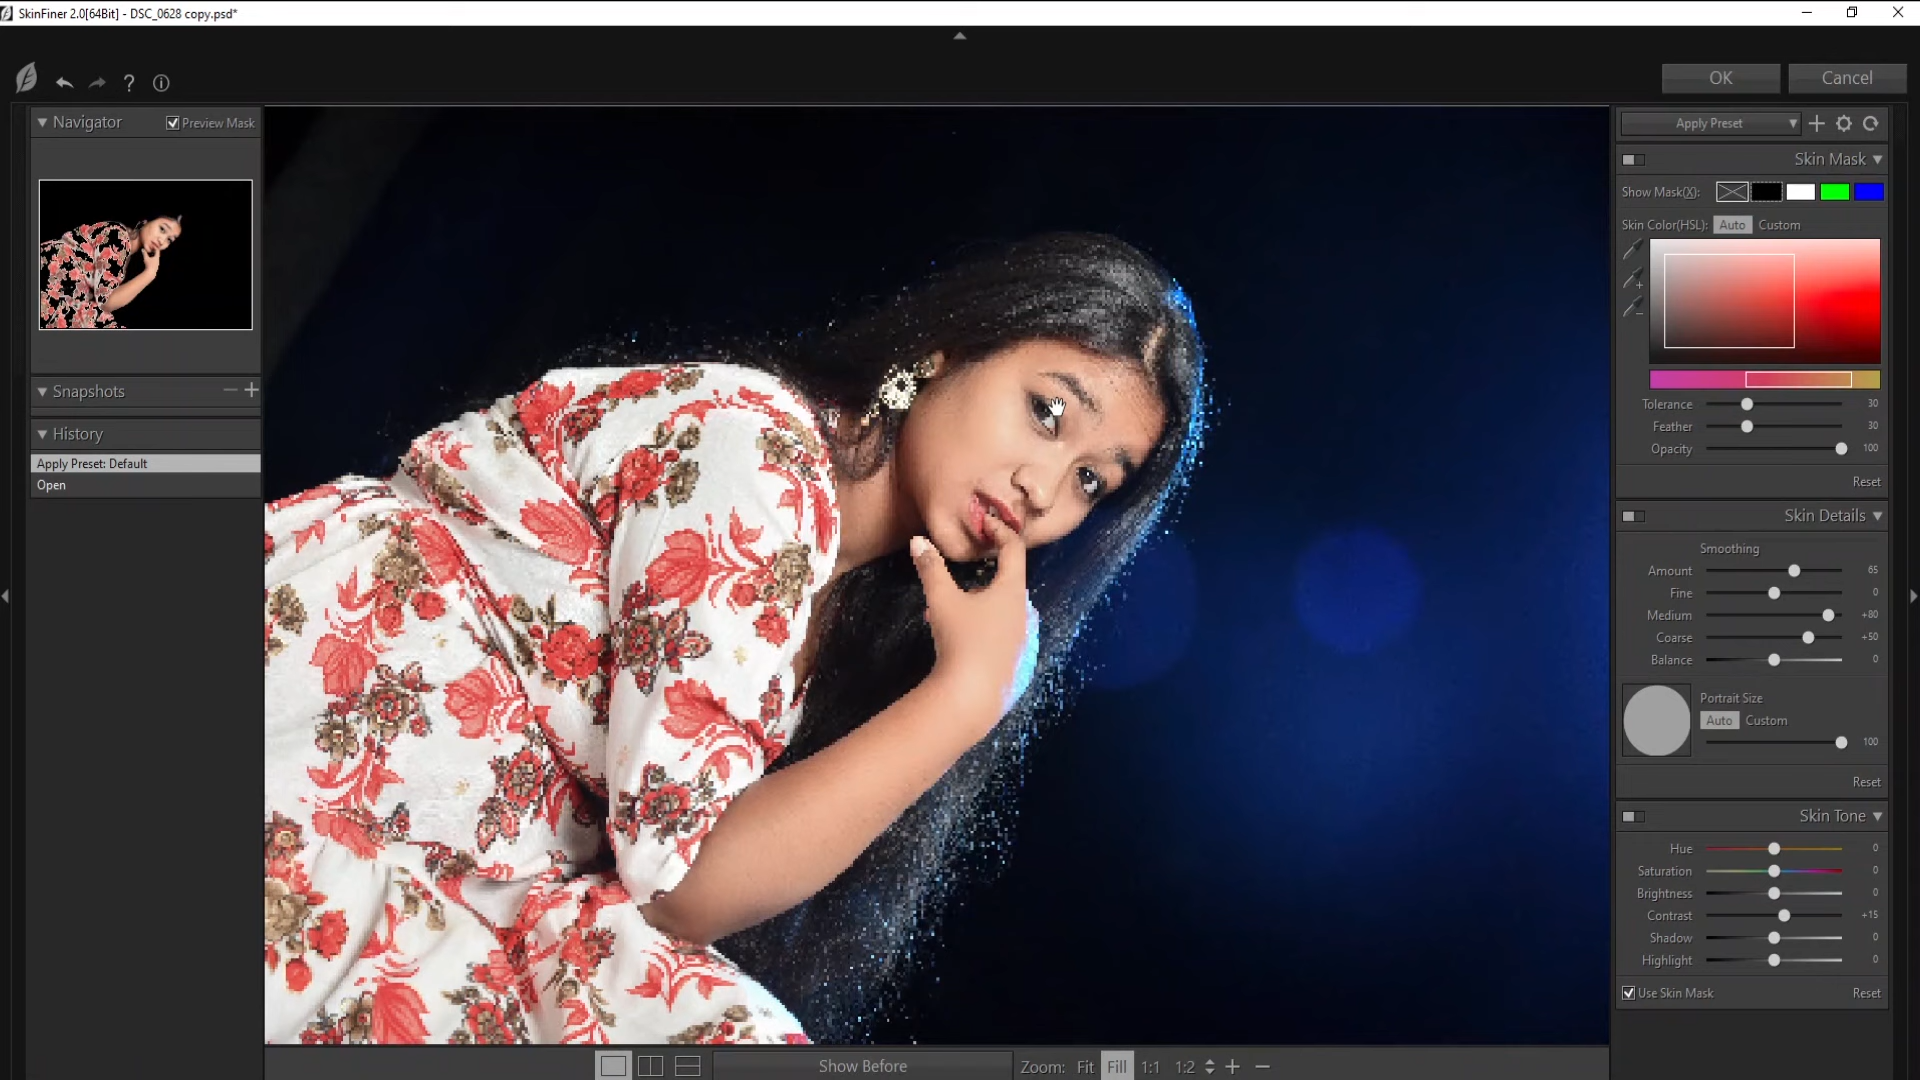 SkinFiner 2.0[64Bit] - DSC_0628 copy.psd*
OK
Cancel
Navigator
Preview Mask
Snapshots
History
Apply Preset: Default
Open
Apply Preset
Skin Mask
Show Mask(X):
Skin Color(HSL):
Auto
Custom
Tolerance 30
Feather 30
Opacity 100
Reset
Skin Details
Smoothing
Amount 65
Fine 0
Medium +80
Coarse +50
Balance 0
Portrait Size
Auto
Custom
100
Reset
Skin Tone
Hue 0
Saturation 0
Brightness 0
Contrast +15
Shadow 0
Highlight 0
Use Skin Mask
Reset
Show Before
Zoom:
Fit
Fill
1:1
1:2